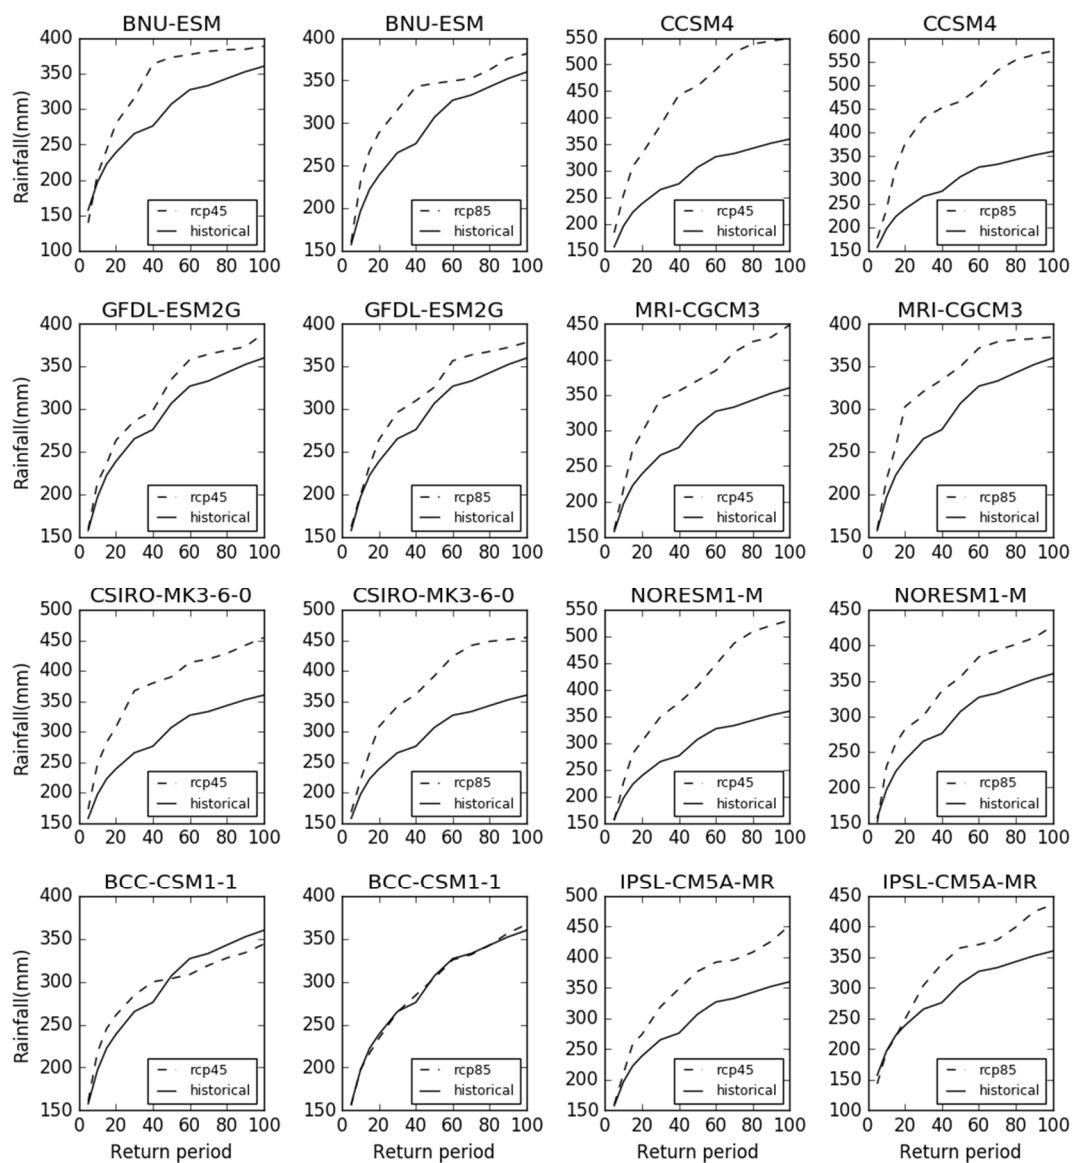 BNU-ESM BNU-ESM CCSM4 CCSM4
400 400 550 600
350 350 500 550
300 300 450 500
250 250 400 450
200 200 350 400
150 150 300 350
100 250 300
200 250
150 200
150
Rainfall(mm)
rcp45 rcp85 rcp45 rcp85
historical historical historical historical
0 20 40 60 80 100 0 20 40 60 80 100 0 20 40 60 80 100 0 20 40 60 80 100
GFDL-ESM2G GFDL-ESM2G MRI-CGCM3 MRI-CGCM3
400 400 450 400
350 350 400 350
300 300 350 300
250 250 300 250
200 200 250 200
150 150 200 150
150
Rainfall(mm)
rcp45 rcp85 rcp45 rcp85
historical historical historical historical
0 20 40 60 80 100 0 20 40 60 80 100 0 20 40 60 80 100 0 20 40 60 80 100
CSIRO-MK3-6-0 CSIRO-MK3-6-0 NORESM1-M NORESM1-M
500 500 550 450
450 450 500 400
400 400 450 350
350 350 400 300
300 300 350 250
250 250 300 200
200 200 250 150
150 150 200
150
Rainfall(mm)
rcp45 rcp85 rcp45 rcp85
historical historical historical historical
0 20 40 60 80 100 0 20 40 60 80 100 0 20 40 60 80 100 0 20 40 60 80 100
BCC-CSM1-1 BCC-CSM1-1 IPSL-CM5A-MR IPSL-CM5A-MR
400 400 500 450
350 350 450 400
300 300 400 350
250 250 350 300
200 200 300 250
150 150 250 200
200 150
150 100
Rainfall(mm)
rcp45 rcp85 rcp45 rcp85
historical historical historical historical
0 20 40 60 80 100 0 20 40 60 80 100 0 20 40 60 80 100 0 20 40 60 80 100
Return period Return period Return period Return period